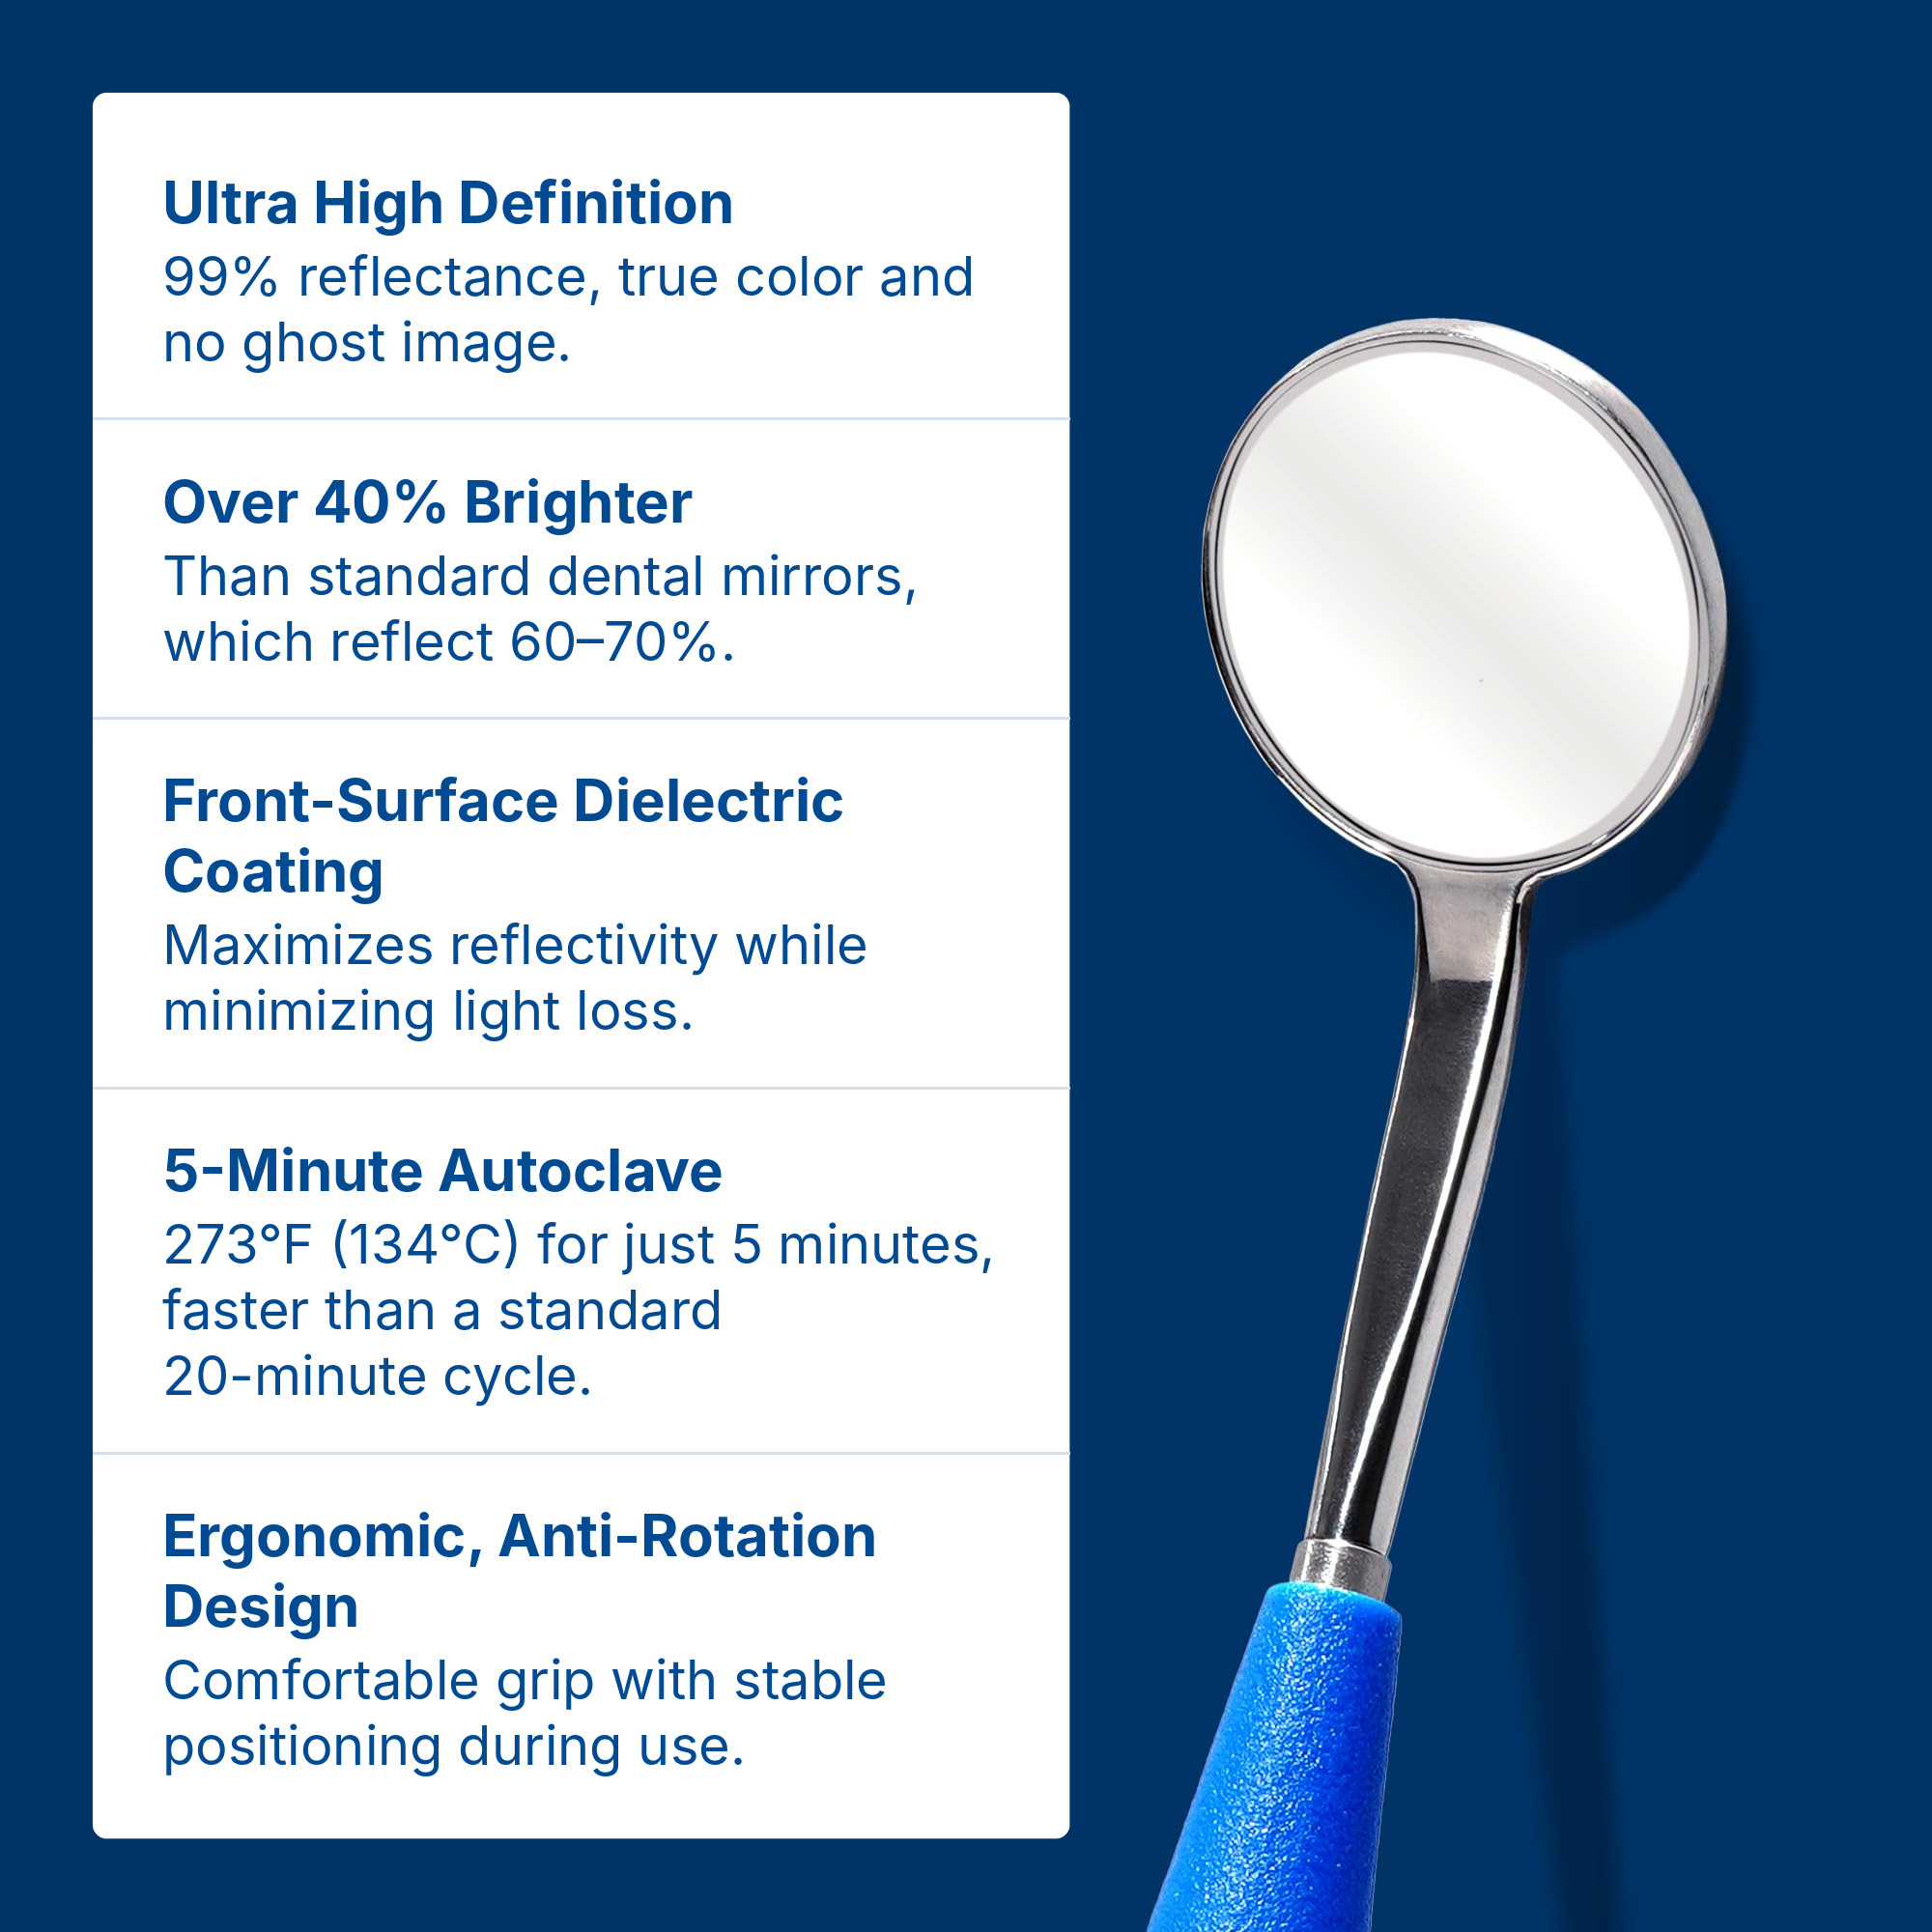 Ultra High Definition
99% reflectance, true color and
no ghost image.
Over 40% Brighter
Than standard dental mirrors,
which reflect 60–70%.
Front-Surface Dielectric
Coating
Maximizes reflectivity while
minimizing light loss.
5-Minute Autoclave
273°F (134°C) for just 5 minutes,
faster than a standard
20-minute cycle.
Ergonomic, Anti-Rotation
Design
Comfortable grip with stable
positioning during use.